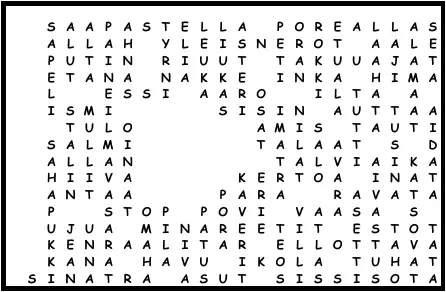 SAAPASTELLA POREALLAS
ALLAH YLEISNEROT AALE
PUTIN RIUUT TAKUUAJAT
ETANA NAKKE INKA HIMA
L ESSI AARO ILTA A A
ISMI SISIN AUTTAA
TULO AMIS TAUTI
SALMI TALAAT S D
ALLAN TALVIAIKA
HIIVA KERTOA INAT
ANTAA PARA RAVATA
P STOP POVI VAASA S
UJUA MINAREETIT ESTOT
KENRAALITAR ELLOTTAVA
KANA HAVU IKOLA TUHAT
SINATRA ASUT SISSISOTA